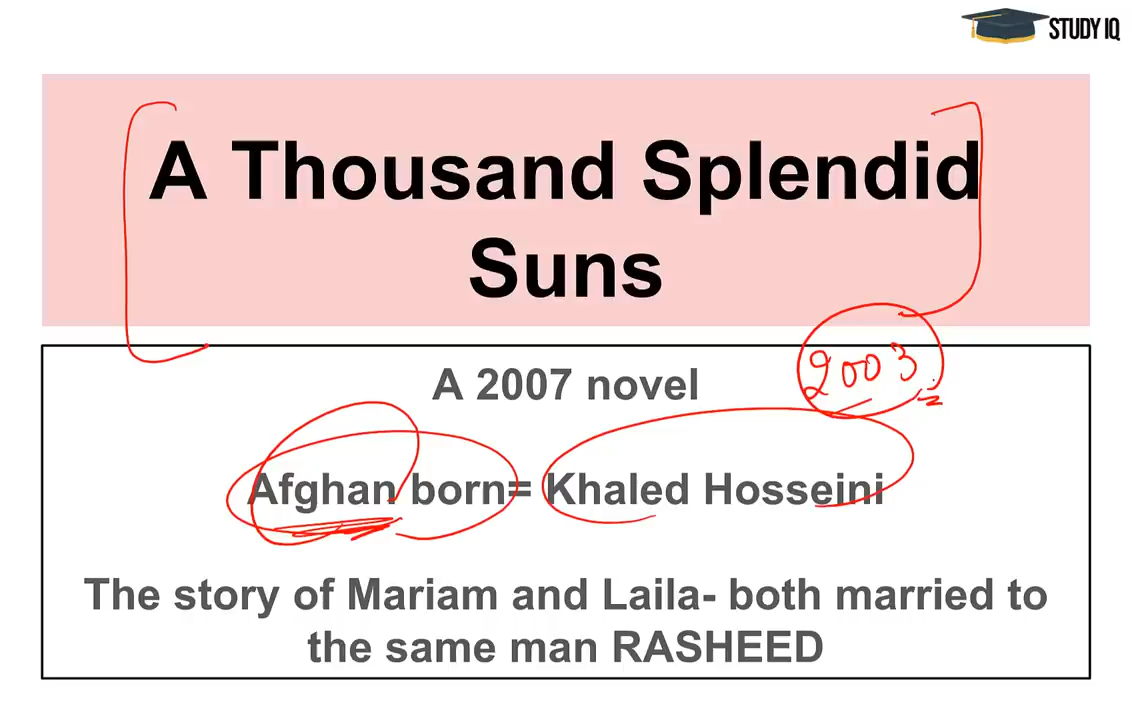 STUDY IQ
A Thousand Splendid
Suns
2003
A 2007 novel
Afghan born= Khaled Hosseini
The story of Mariam and Laila- both married to
the same man RASHEED